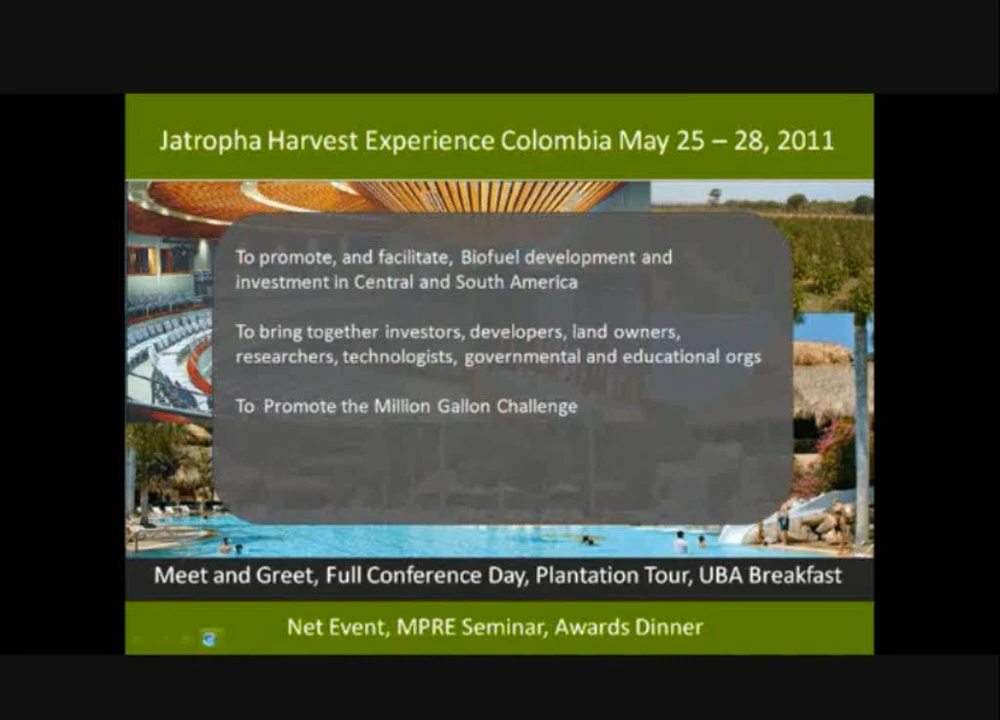 Jatropha Harvest Experience Colombia May 25 – 28, 2011
To promote, and facilitate, Biofuel development and
investment in Central and South America
To bring together investors, developers, land owners,
researchers, technologists, governmental and educational orgs
To Promote the Million Gallon Challenge
Meet and Greet, Full Conference Day, Plantation Tour, UBA Breakfast
Net Event, MPRE Seminar, Awards Dinner